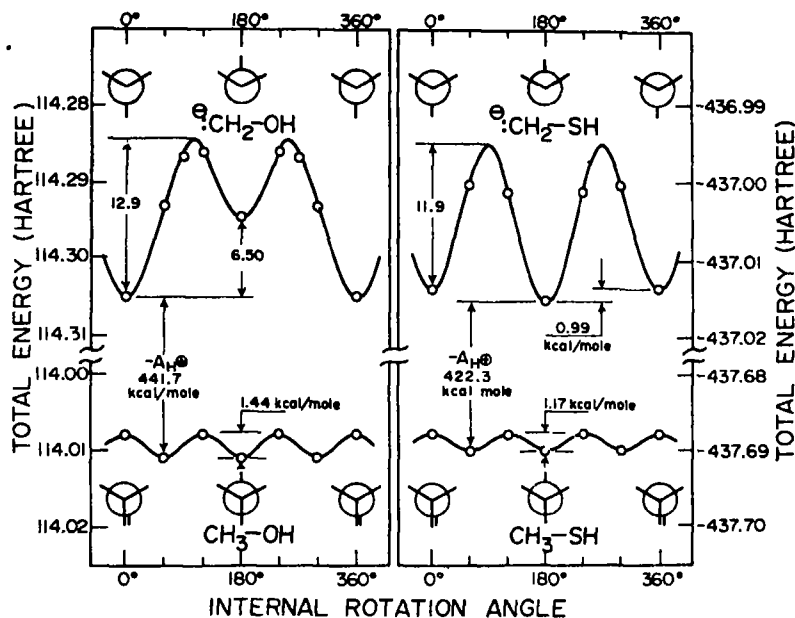 0° 180° 360°
0° 180° 360°
TOTAL ENERGY (HARTREE)
114.28
114.29
114.30
114.31
114.00
114.01
114.02
⊖
:CH2-OH
12.9
6.50
-AH⊕
441.7
kcal/mole
1.44 kcal/mole
CH3-OH
⊖
:CH2-SH
11.9
0.99
kcal/mole
-AH⊕
422.3
kcal mole
1.17 kcal/mole
CH3-SH
-436.99
-437.00
-437.01
-437.02
-437.68
-437.69
-437.70
TOTAL ENERGY (HARTREE)
0° 180° 360°
0° 180° 360°
INTERNAL ROTATION ANGLE